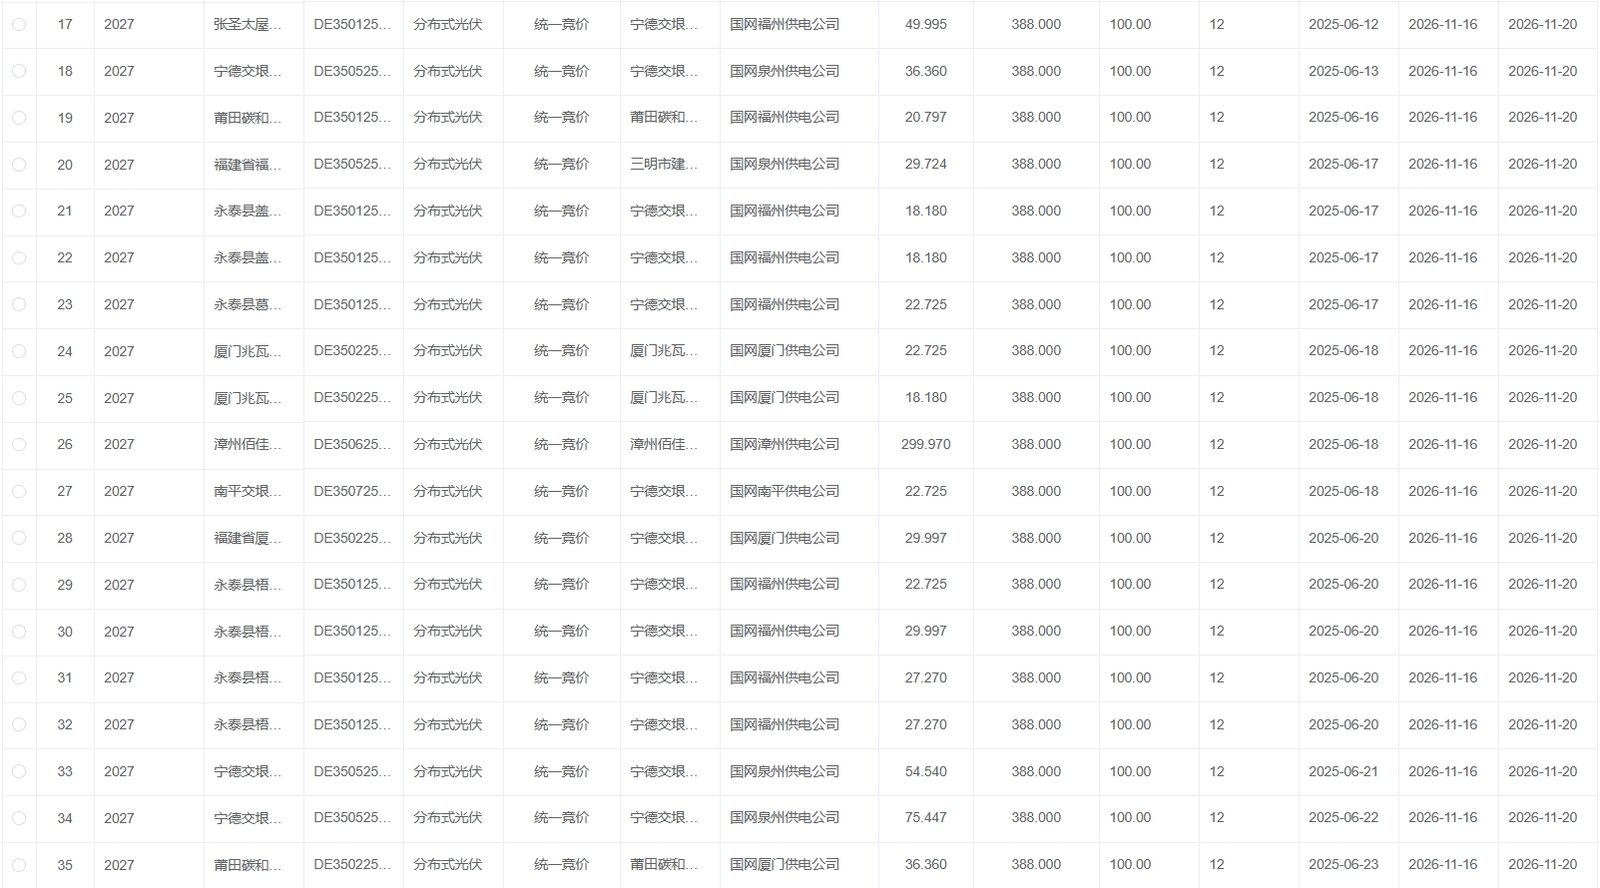 17 2027 张圣太屋... DE350125... 分布式光伏 统一竞价 宁德交垠... 国网福州供电公司 49.995 388.000 100.00 12 2025-06-12 2026-11-16 2026-11-20
18 2027 宁德交垠... DE350525... 分布式光伏 统一竞价 宁德交垠... 国网泉州供电公司 36.360 388.000 100.00 12 2025-06-13 2026-11-16 2026-11-20
19 2027 莆田碳和... DE350125... 分布式光伏 统一竞价 莆田碳和... 国网福州供电公司 20.797 388.000 100.00 12 2025-06-16 2026-11-16 2026-11-20
20 2027 福建省福... DE350525... 分布式光伏 统一竞价 三明市建... 国网泉州供电公司 29.724 388.000 100.00 12 2025-06-17 2026-11-16 2026-11-20
21 2027 永泰县盖... DE350125... 分布式光伏 统一竞价 宁德交垠... 国网福州供电公司 18.180 388.000 100.00 12 2025-06-17 2026-11-16 2026-11-20
22 2027 永泰县盖... DE350125... 分布式光伏 统一竞价 宁德交垠... 国网福州供电公司 18.180 388.000 100.00 12 2025-06-17 2026-11-16 2026-11-20
23 2027 永泰县葛... DE350125... 分布式光伏 统一竞价 宁德交垠... 国网福州供电公司 22.725 388.000 100.00 12 2025-06-17 2026-11-16 2026-11-20
24 2027 厦门兆瓦... DE350225... 分布式光伏 统一竞价 厦门兆瓦... 国网厦门供电公司 22.725 388.000 100.00 12 2025-06-18 2026-11-16 2026-11-20
25 2027 厦门兆瓦... DE350225... 分布式光伏 统一竞价 厦门兆瓦... 国网厦门供电公司 18.180 388.000 100.00 12 2025-06-18 2026-11-16 2026-11-20
26 2027 漳州佰佳... DE350625... 分布式光伏 统一竞价 漳州佰佳... 国网漳州供电公司 299.970 388.000 100.00 12 2025-06-18 2026-11-16 2026-11-20
27 2027 南平交垠... DE350725... 分布式光伏 统一竞价 宁德交垠... 国网南平供电公司 22.725 388.000 100.00 12 2025-06-18 2026-11-16 2026-11-20
28 2027 福建省厦... DE350225... 分布式光伏 统一竞价 宁德交垠... 国网厦门供电公司 29.997 388.000 100.00 12 2025-06-20 2026-11-16 2026-11-20
29 2027 永泰县梧... DE350125... 分布式光伏 统一竞价 宁德交垠... 国网福州供电公司 22.725 388.000 100.00 12 2025-06-20 2026-11-16 2026-11-20
30 2027 永泰县梧... DE350125... 分布式光伏 统一竞价 宁德交垠... 国网福州供电公司 29.997 388.000 100.00 12 2025-06-20 2026-11-16 2026-11-20
31 2027 永泰县梧... DE350125... 分布式光伏 统一竞价 宁德交垠... 国网福州供电公司 27.270 388.000 100.00 12 2025-06-20 2026-11-16 2026-11-20
32 2027 永泰县梧... DE350125... 分布式光伏 统一竞价 宁德交垠... 国网福州供电公司 27.270 388.000 100.00 12 2025-06-20 2026-11-16 2026-11-20
33 2027 宁德交垠... DE350525... 分布式光伏 统一竞价 宁德交垠... 国网泉州供电公司 54.540 388.000 100.00 12 2025-06-21 2026-11-16 2026-11-20
34 2027 宁德交垠... DE350525... 分布式光伏 统一竞价 宁德交垠... 国网泉州供电公司 75.447 388.000 100.00 12 2025-06-22 2026-11-16 2026-11-20
35 2027 莆田碳和... DE350225... 分布式光伏 统一竞价 莆田碳和... 国网厦门供电公司 36.360 388.000 100.00 12 2025-06-23 2026-11-16 2026-11-20